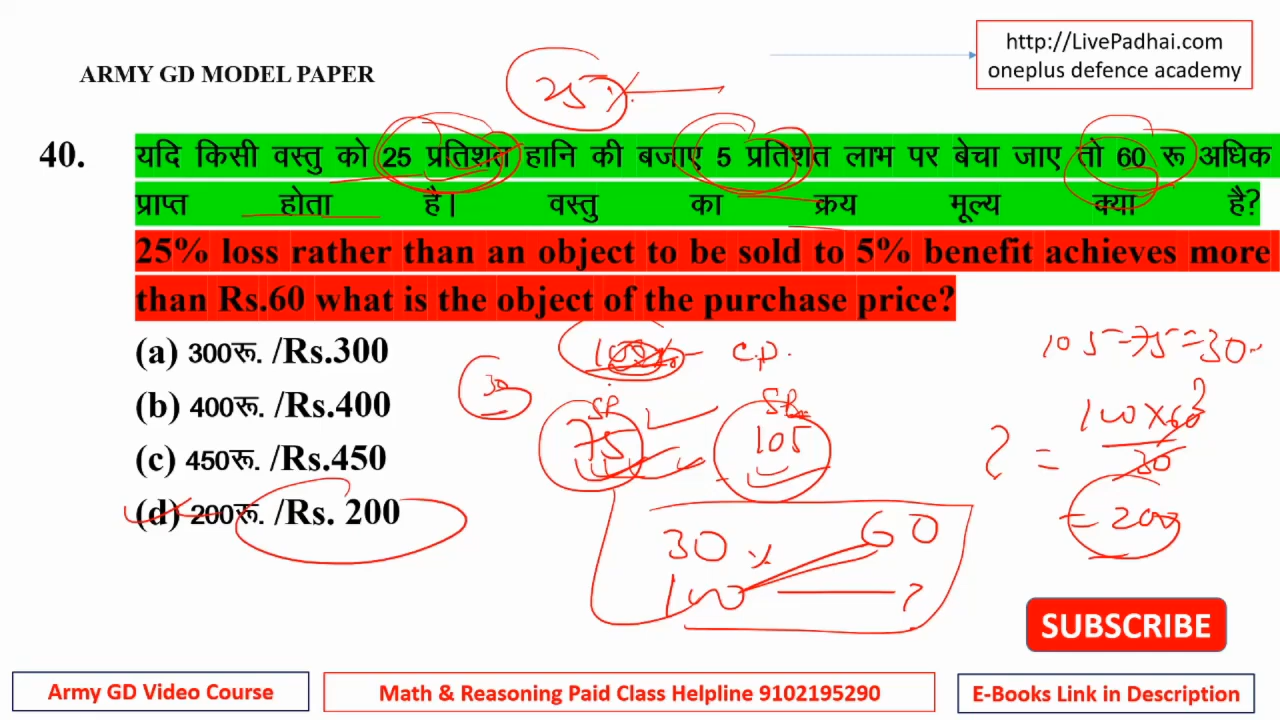 http://LivePadhai.com
oneplus defence academy
ARMY GD MODEL PAPER
25%
40. यदि किसी वस्तु को 25 प्रतिशत हानि की बजाए 5 प्रतिशत लाभ पर बेचा जाए तो 60 रू अधिक
प्राप्त होता है। वस्तु का क्रय मूल्य क्या है?
25% loss rather than an object to be sold to 5% benefit achieves more
than Rs.60 what is the object of the purchase price?
(a) 300रू. /Rs.300
(b) 400रू. /Rs.400
(c) 450रू. /Rs.450
(d) 200रू. /Rs. 200
100% C.P.
30
SP
75
SP
105
105-75=30
? = 100×60
30
= 200
30% 60
100 ?
SUBSCRIBE
Army GD Video Course
Math & Reasoning Paid Class Helpline 9102195290
E-Books Link in Description